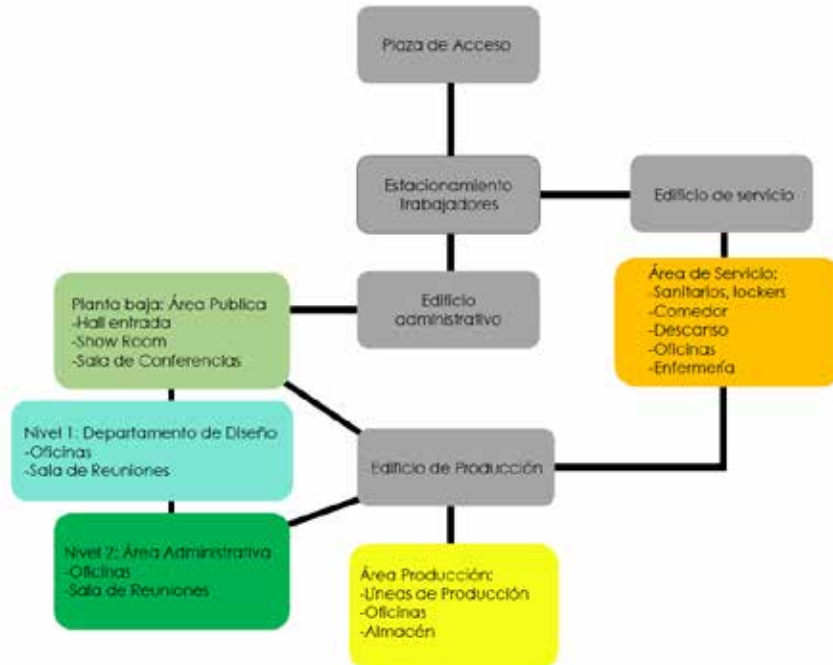 Plaza de Acceso
Estacionamiento
trabajadores
Edificio de servicio
Edificio
administrativo
Planta baja: Área Publica
-Hall entrada
-Show Room
-Sala de Conferencias
Área de Servicio:
-Sanitarios, lockers
-Comedor
-Descanso
-Oficinas
-Enfermería
Nivel 1: Departamento de Diseño
-Oficinas
-Sala de Reuniones
Edificio de Producción
Nivel 2: Área Administrativa
-Oficinas
-Sala de Reuniones
Área Producción:
-Líneas de Producción
-Oficinas
-Almacén